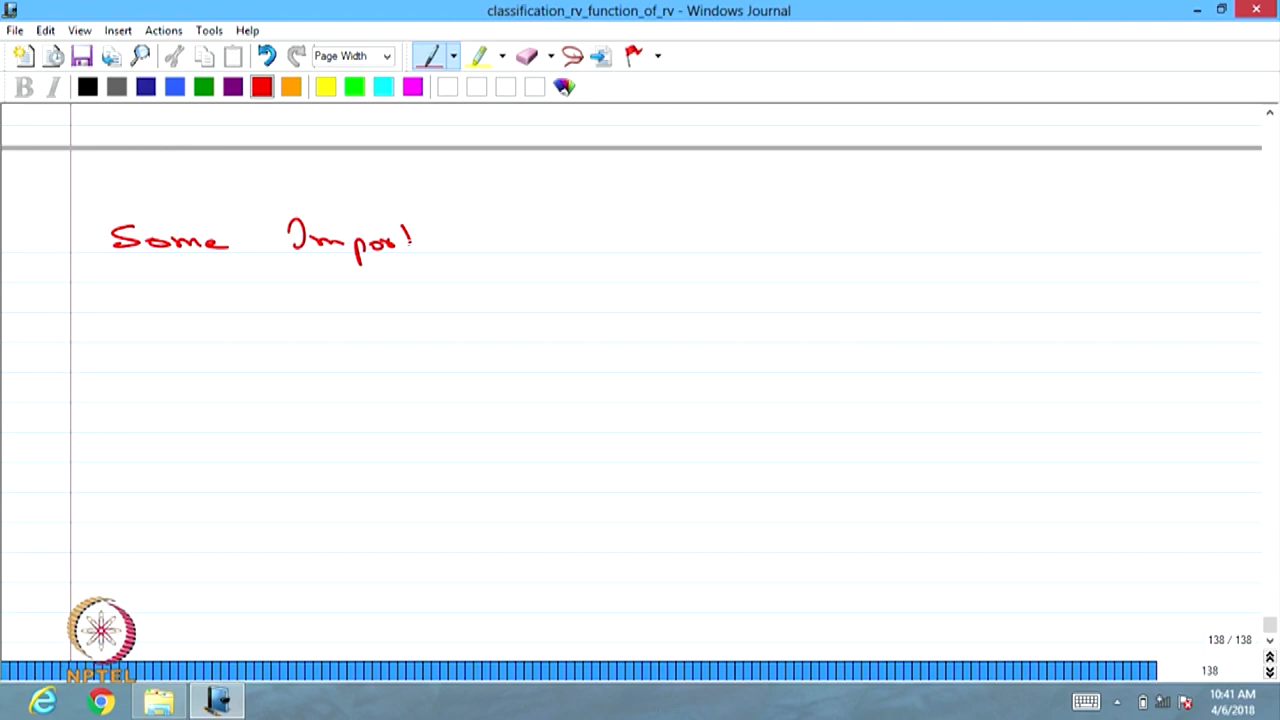 classification_rv_function_of_rv - Windows Journal
File Edit View Insert Actions Tools Help
Page Width
B I
Some Impor
138 / 138
NPTEL
138
10:41 AM
4/6/2018